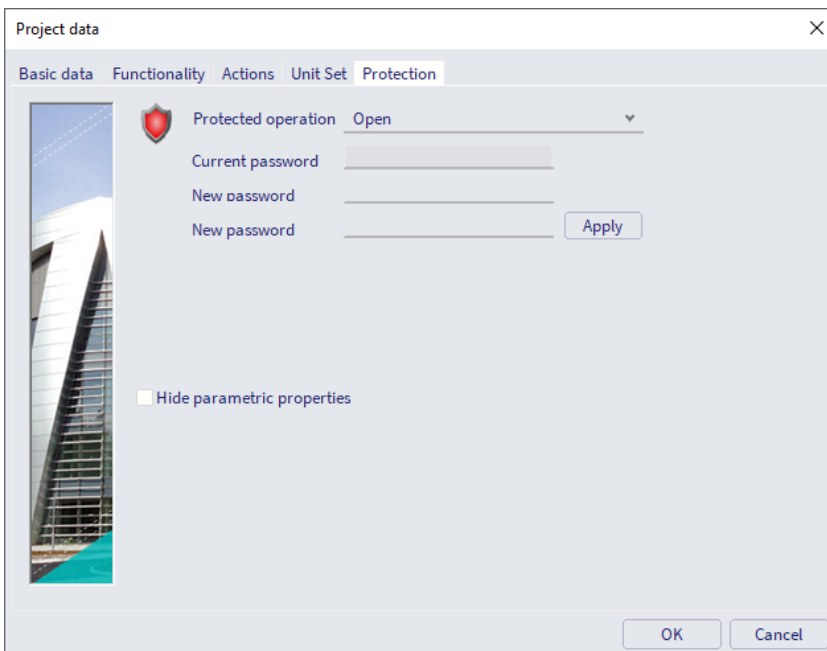 Project data
Basic data Functionality Actions Unit Set Protection
Protected operation Open
Current password
New password
New password Apply
Hide parametric properties
OK Cancel